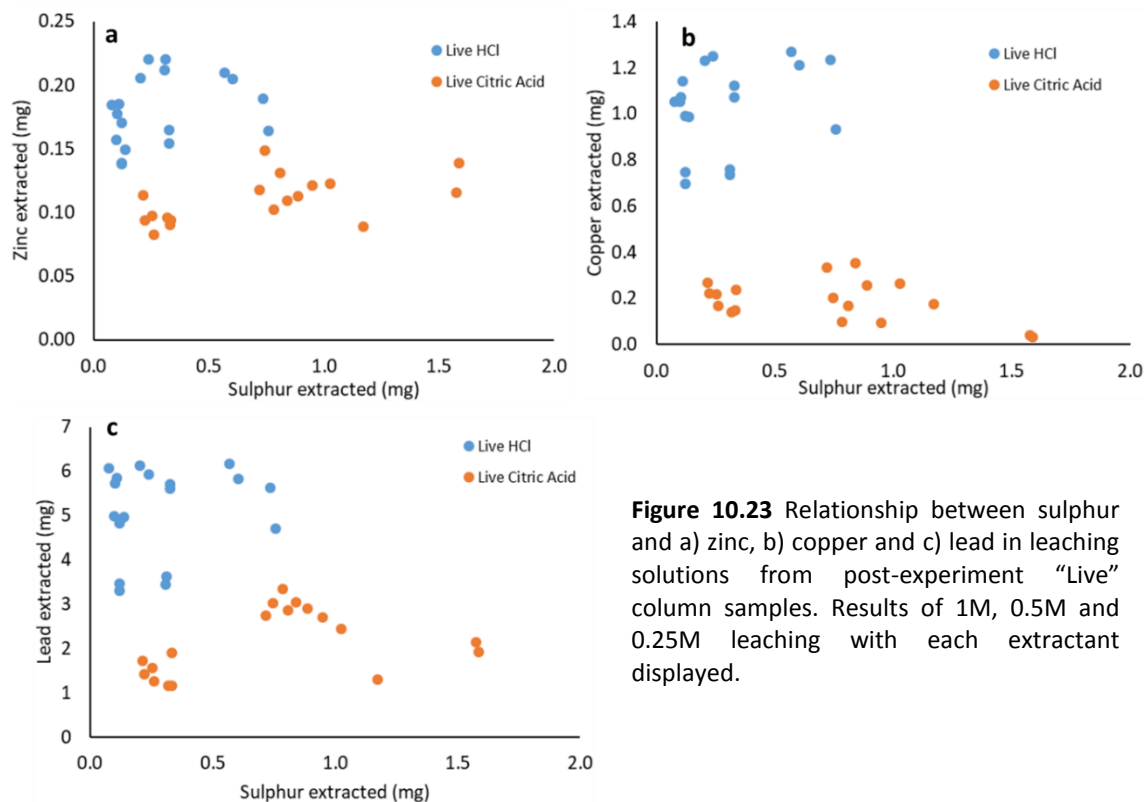 a
0.25
0.20
0.15
0.10
0.05
0.00
Zinc extracted (mg)
Live HCl
Live Citric Acid
0.0 0.5 1.0 1.5 2.0
Sulphur extracted (mg)
b
1.4
1.2
1.0
0.8
0.6
0.4
0.2
0.0
Copper extracted (mg)
Live HCl
Live Citric Acid
0.0 0.5 1.0 1.5 2.0
Sulphur extracted (mg)
c
7
6
5
4
3
2
1
0
Lead extracted (mg)
Live HCl
Live Citric Acid
0.0 0.5 1.0 1.5 2.0
Sulphur extracted (mg)
Figure 10.23 Relationship between sulphur
and a) zinc, b) copper and c) lead in leaching
solutions from post-experiment “Live”
column samples. Results of 1M, 0.5M and
0.25M leaching with each extractant
displayed.